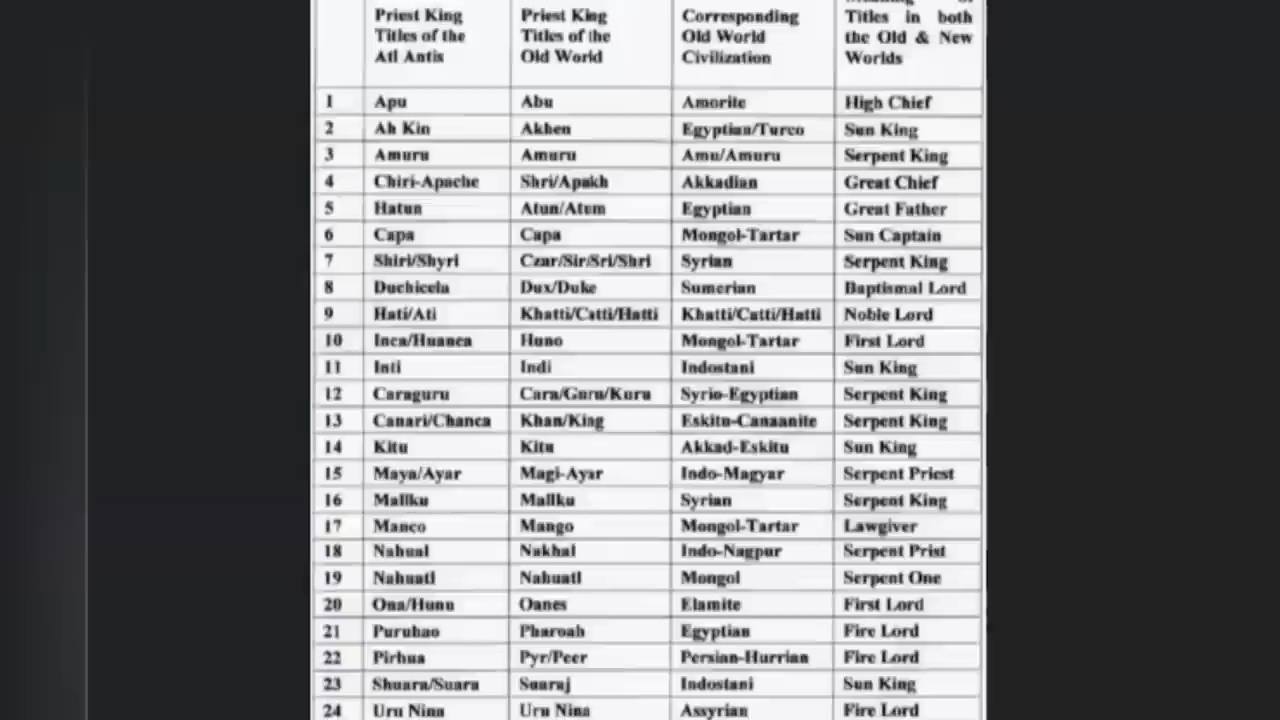 Priest King Titles of the Atl Antis | Priest King Titles of the Old World | Corresponding Old World Civilization | of Titles in both the Old & New Worlds
1 Apu Abu Amorite High Chief
2 Ah Kin Akhen Egyptian/Turco Sun King
3 Amuru Amuru Amu/Amuru Serpent King
4 Chiri-Apache Shri/Apakh Akkadian Great Chief
5 Hatun Atun/Atum Egyptian Great Father
6 Capa Capa Mongol-Tartar Sun Captain
7 Shiri/Shyri Czar/Sir/Sri/Shri Syrian Serpent King
8 Duchicela Dux/Duke Sumerian Baptismal Lord
9 Hati/Ati Khatti/Catti/Hatti Khatti/Catti/Hatti Noble Lord
10 Inca/Huanca Huno Mongol-Tartar First Lord
11 Inti Indi Indostani Sun King
12 Caraguru Cara/Guru/Kuru Syrio-Egyptian Serpent King
13 Canari/Chanca Khan/King Eskitu-Canaanite Serpent King
14 Kitu Kitu Akkad-Eskitu Sun King
15 Maya/Ayar Magi-Ayar Indo-Magyar Serpent Priest
16 Mallku Mallku Syrian Serpent King
17 Manco Mango Mongol-Tartar Lawgiver
18 Nahual Nakhal Indo-Nagpur Serpent Prist
19 Nahuatl Nahuatl Mongol Serpent One
20 Ona/Hunu Oanes Elamite First Lord
21 Puruhao Pharoah Egyptian Fire Lord
22 Pirhua Pyr/Peer Persian-Hurrian Fire Lord
23 Shuara/Suara Suaraj Indostani Sun King
24 Uru Nina Uru Nina Assyrian Fire Lord